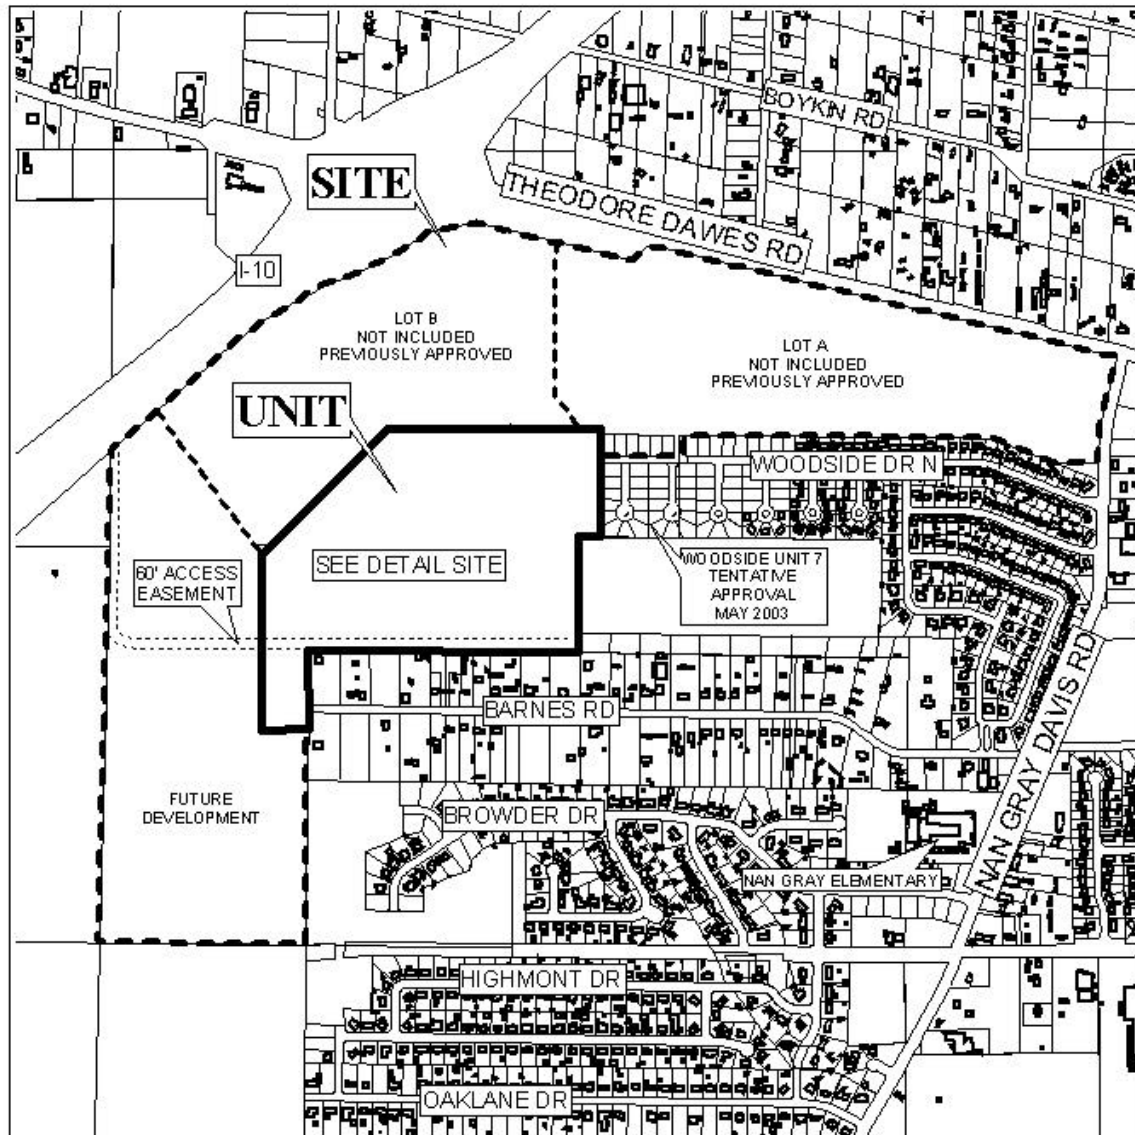 BOYKIN RD
SITE
THEODORE DAWES RD
I-10
LOT B
NOT INCLUDED
PREVIOUSLY APPROVED
LOT A
NOT INCLUDED
PREVIOUSLY APPROVED
UNIT
WOODSIDE DR N
SEE DETAIL SITE
60' ACCESS
EASEMENT
WOODSIDE UNIT 7
TENTATIVE
APPROVAL
MAY 2003
BARNES RD
NAN GRAY DAVIS RD
FUTURE
DEVELOPMENT
BROWDER DR
NAN GRAY ELEMENTARY
HIGHMONT DR
OAKLANE DR